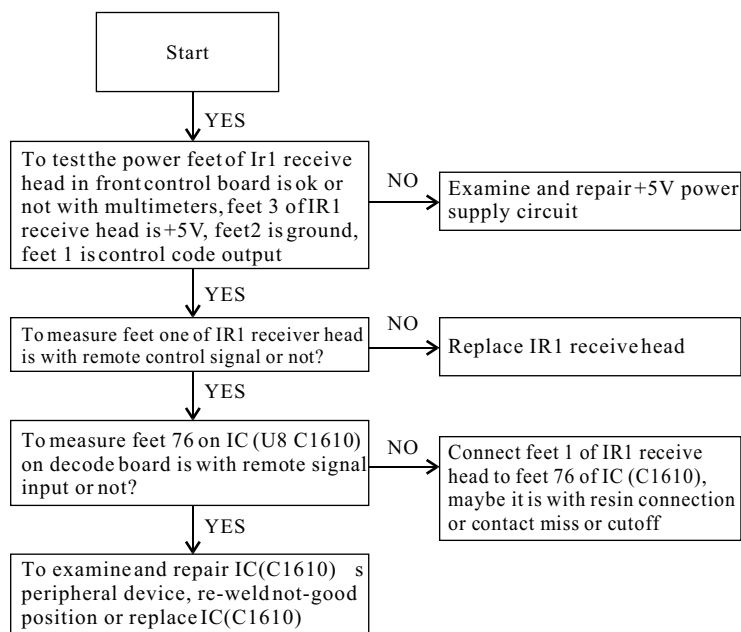 Start
YES
To test the power feet of Ir1 receive
head in front control board is ok or
not with multimeters, feet 3 of IR1
receive head is +5V, feet2 is ground,
feet 1 is control code output
NO
Examine and repair +5V power
supply circuit
YES
To measure feet one of IR1 receiver head
is with remote control signal or not?
NO
Replace IR1 receive head
YES
To measure feet 76 on IC (U8 C1610)
on decode board is with remote signal
input or not?
NO
Connect feet 1 of IR1 receive
head to feet 76 of IC (C1610),
maybe it is with resin connection
or contact miss or cutoff
YES
To examine and repair IC(C1610) s
peripheral device, re-weld not-good
position or replace IC(C1610)